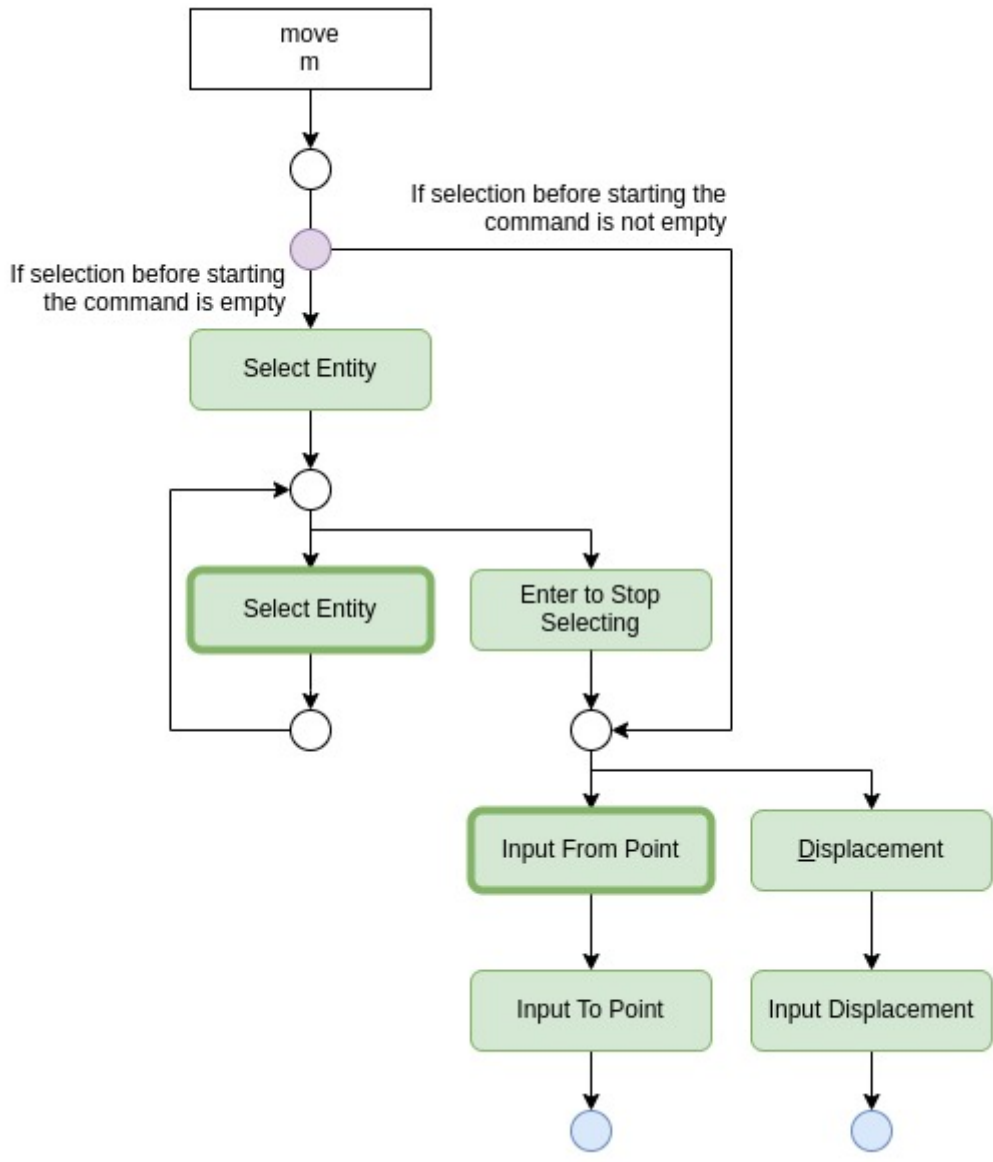 move
m
If selection before starting the
command is not empty
If selection before starting
the command is empty
Select Entity
Select Entity
Enter to Stop
Selecting
Input From Point
Displacement
Input To Point
Input Displacement